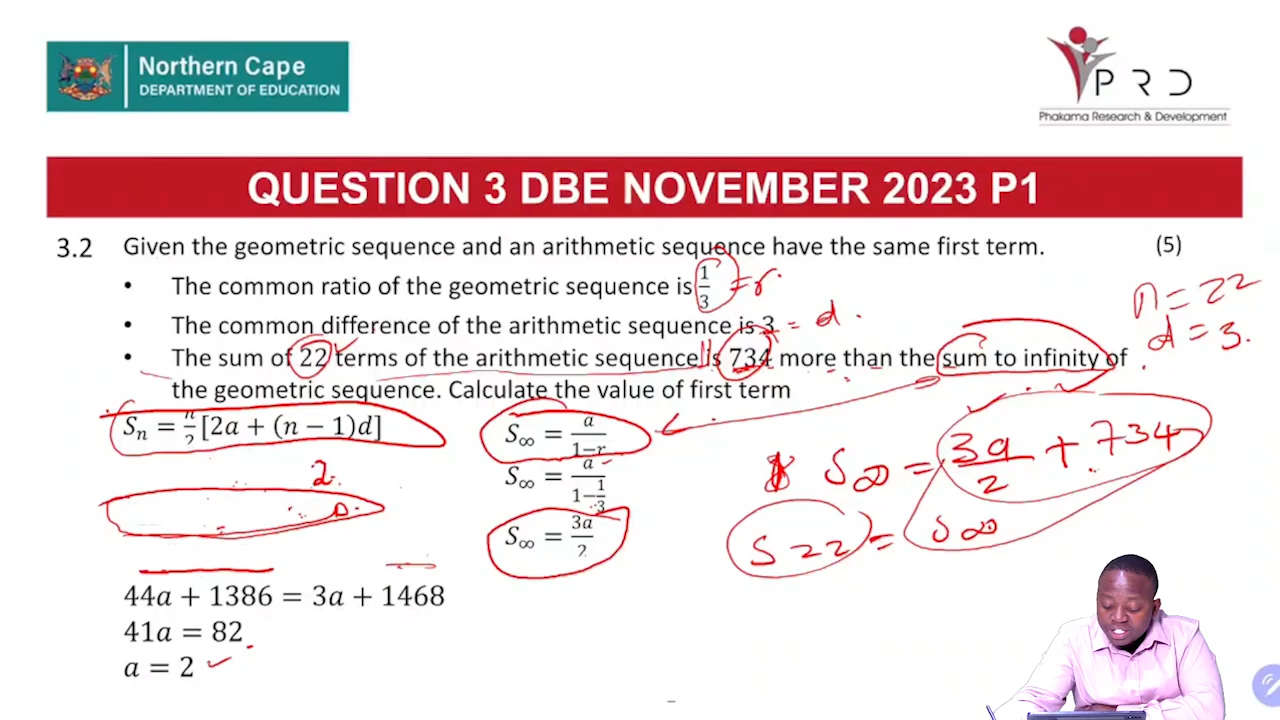 Northern Cape
DEPARTMENT OF EDUCATION
PRD
Phakama Research & Development
QUESTION 3 DBE NOVEMBER 2023 P1
3.2 Given the geometric sequence and an arithmetic sequence have the same first term. (5)
• The common ratio of the geometric sequence is 1/3 = r
• The common difference of the arithmetic sequence is 3 = d.
n = 22
d = 3.
• The sum of 22 terms of the arithmetic sequence is 734 more than the sum to infinity of
the geometric sequence. Calculate the value of first term
Sₙ = n/2 [2a + (n − 1)d]
2.
S∞ = a/(1−r)
S∞ = a/(1−1/3)
S∞ = 3a/2
S∞ = 3a/2 + 734
S22 = S∞
44a + 1386 = 3a + 1468
41a = 82
a = 2